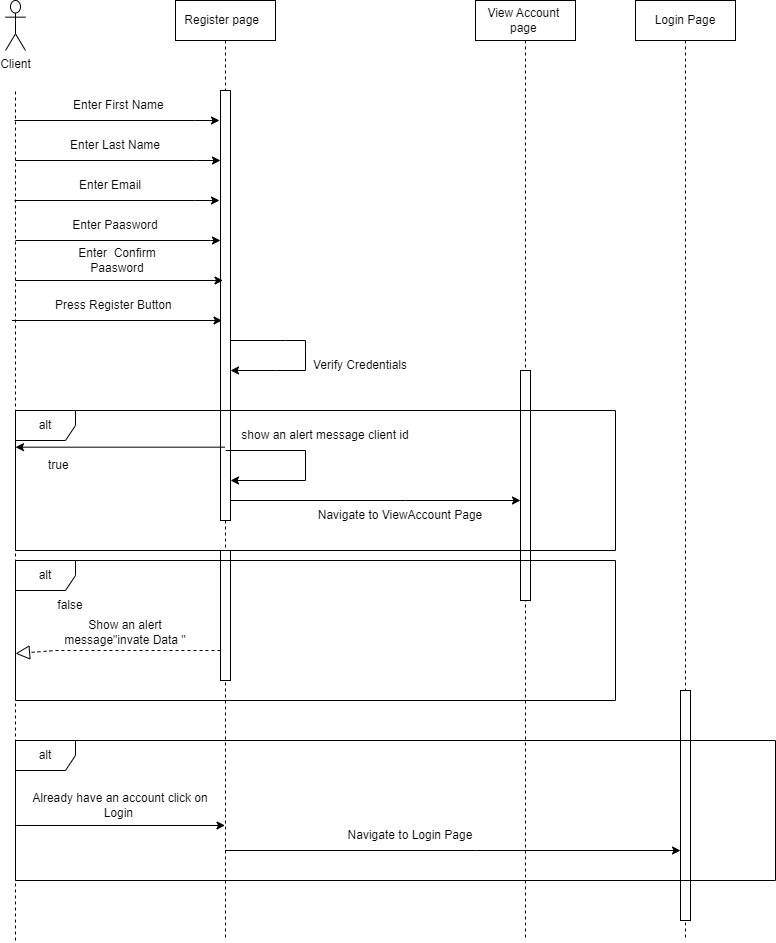 Client
Register page
View Account
page
Login Page
Enter First Name
Enter Last Name
Enter Email
Enter Paasword
Enter  Confirm
Paasword
Press Register Button
Verify Credentials
alt
show an alert message client id
true
Navigate to ViewAccount Page
alt
false
Show an alert
message"invate Data "
alt
Already have an account click on
Login
Navigate to Login Page